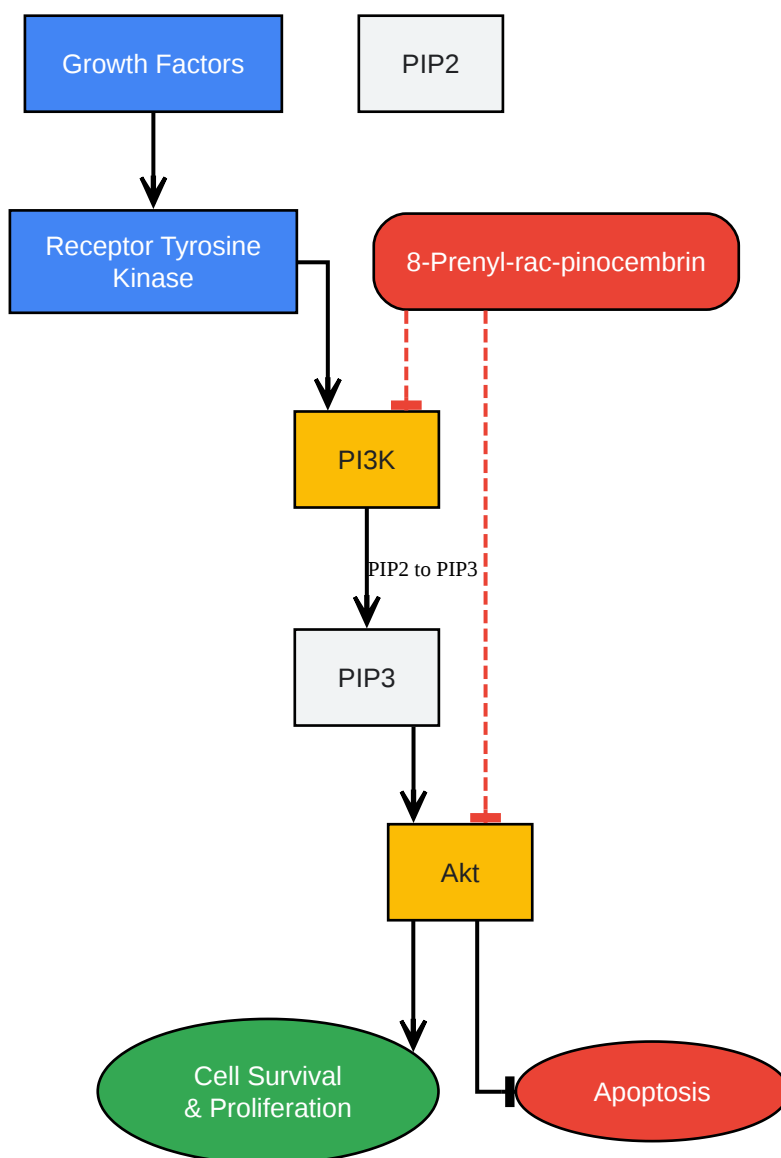 Growth Factors
PIP2
Receptor Tyrosine
Kinase
8-Prenyl-rac-pinocembrin
PI3K
PIP2 to PIP3
PIP3
Akt
Cell Survival
& Proliferation
Apoptosis